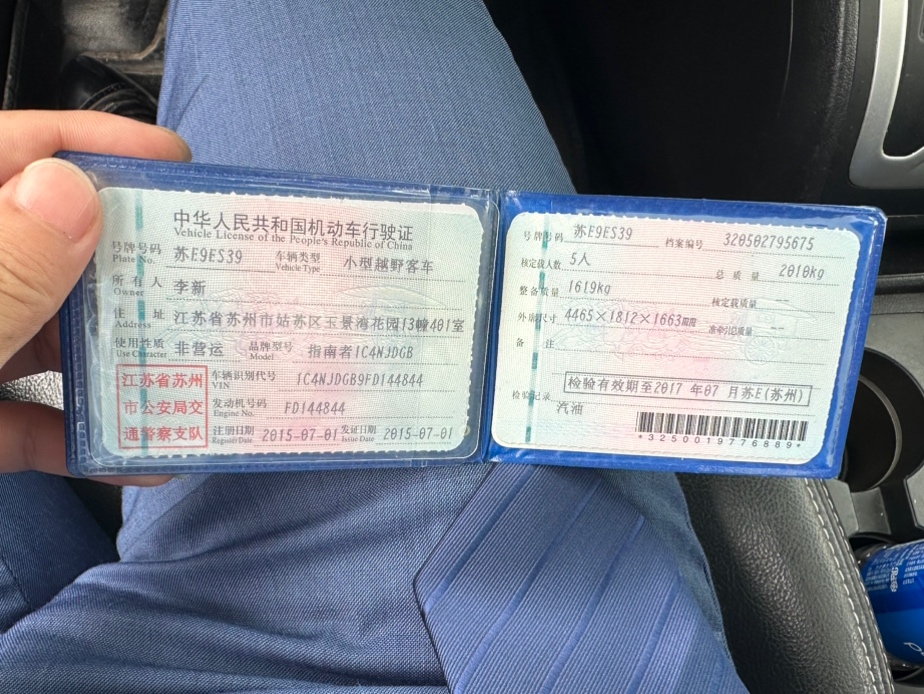 中华人民共和国机动车行驶证
Vehicle License of the People's Republic of China
号牌号码 苏E9ES39 车辆类型 小型越野客车
Plate No. Vehicle Type
所有人 李新
Owner
住址 江苏省苏州市姑苏区玉景海花园13幢401室
Address
使用性质 非营运 品牌型号 指南者1C4NJDGB
Use Character Model
江苏省苏州
市公安局交
通警察支队
车辆识别代号 1C4NJDGB9FD144844
VIN
发动机号码 FD144844
Engine No.
注册日期 2015-07-01 发证日期 2015-07-01
Register Date Issue Date
号牌号码 苏E9ES39 档案编号 320502795675
核定载人数 5人 总质量 2010kg
整备质量 1619kg 核定载质量 --
外廓尺寸 4465×1812×1663mm 准牵引总质量 --
备注
检验有效期至2017 年07 月苏E(苏州)
检验记录
汽油
*3250019776889*